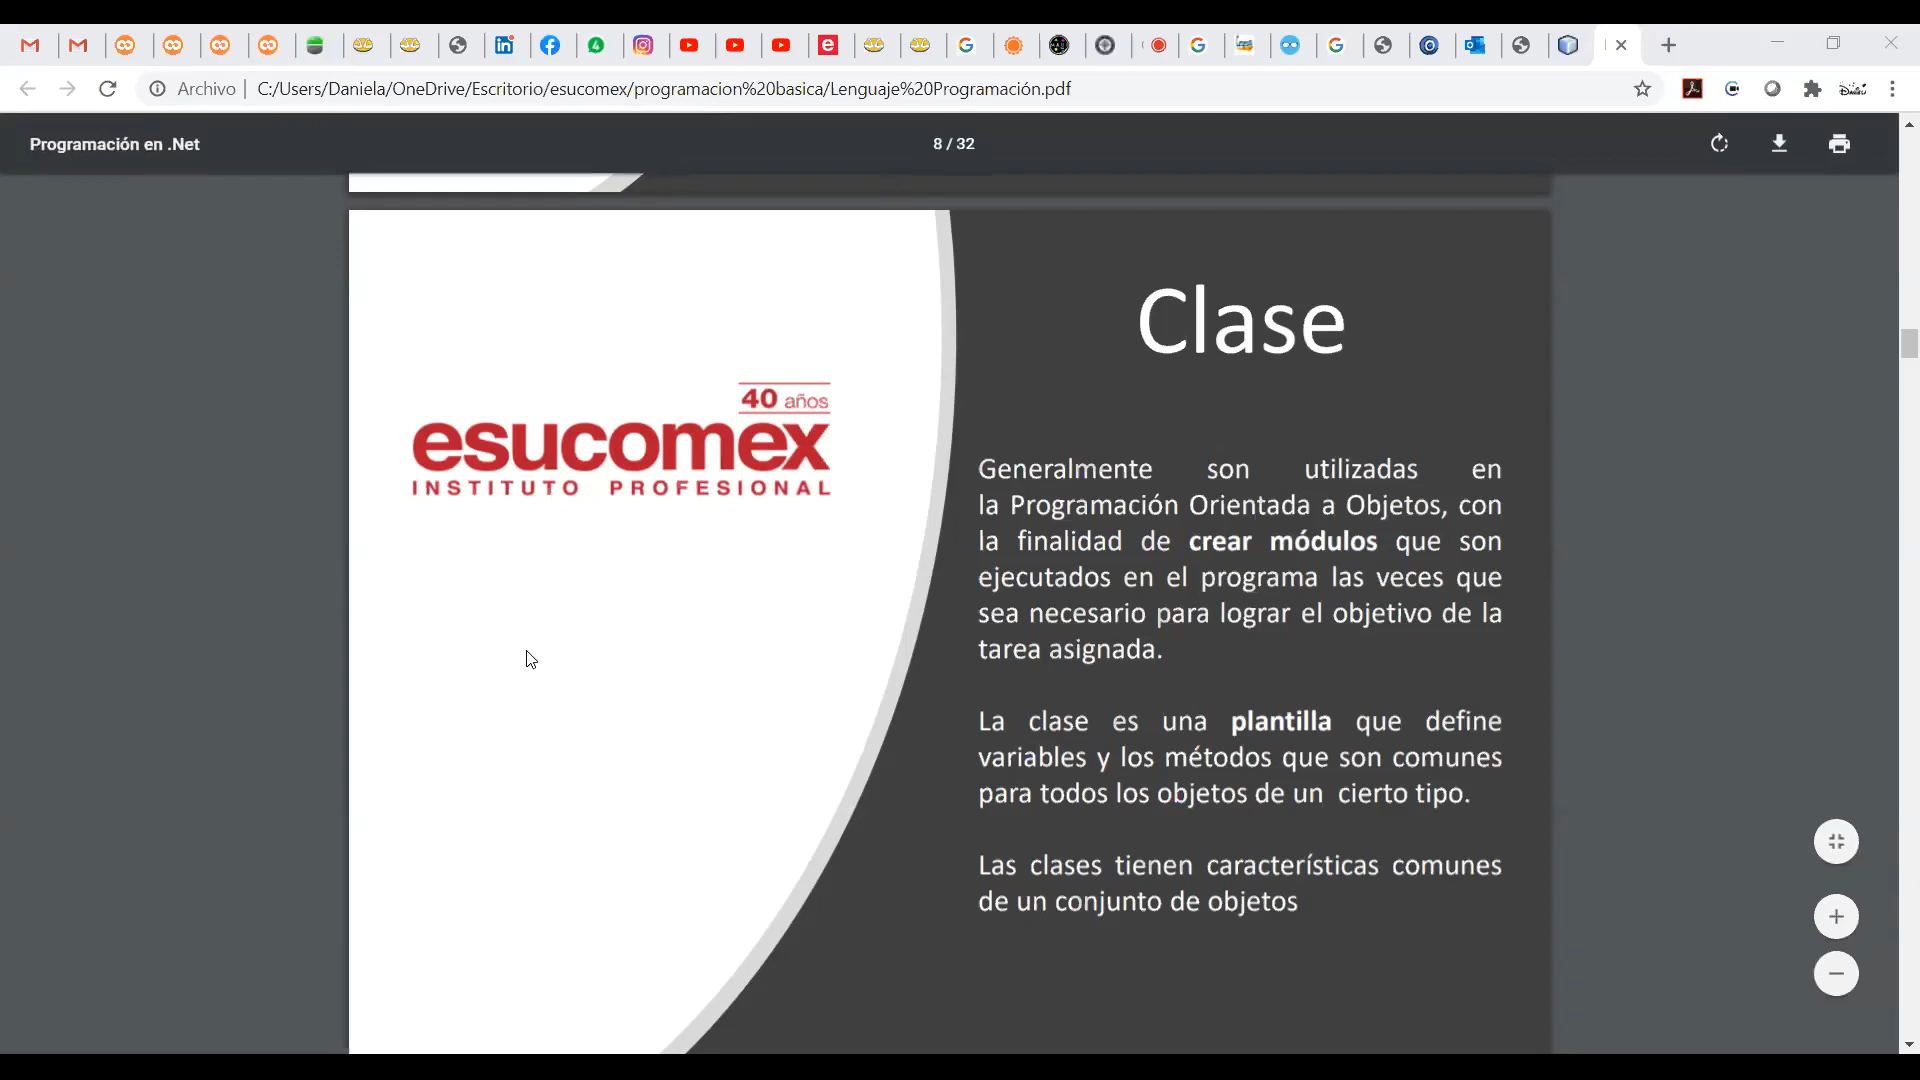 Archivo
C:/Users/Daniela/OneDrive/Escritorio/esucomex/programacion%20basica/Lenguaje%20Programación.pdf
Programación en .Net
8 / 32
40 años
esucomex
INSTITUTO PROFESIONAL
Clase
Generalmente son utilizadas en
la Programación Orientada a Objetos, con
la finalidad de crear módulos que son
ejecutados en el programa las veces que
sea necesario para lograr el objetivo de la
tarea asignada.
La clase es una plantilla que define
variables y los métodos que son comunes
para todos los objetos de un cierto tipo.
Las clases tienen características comunes
de un conjunto de objetos